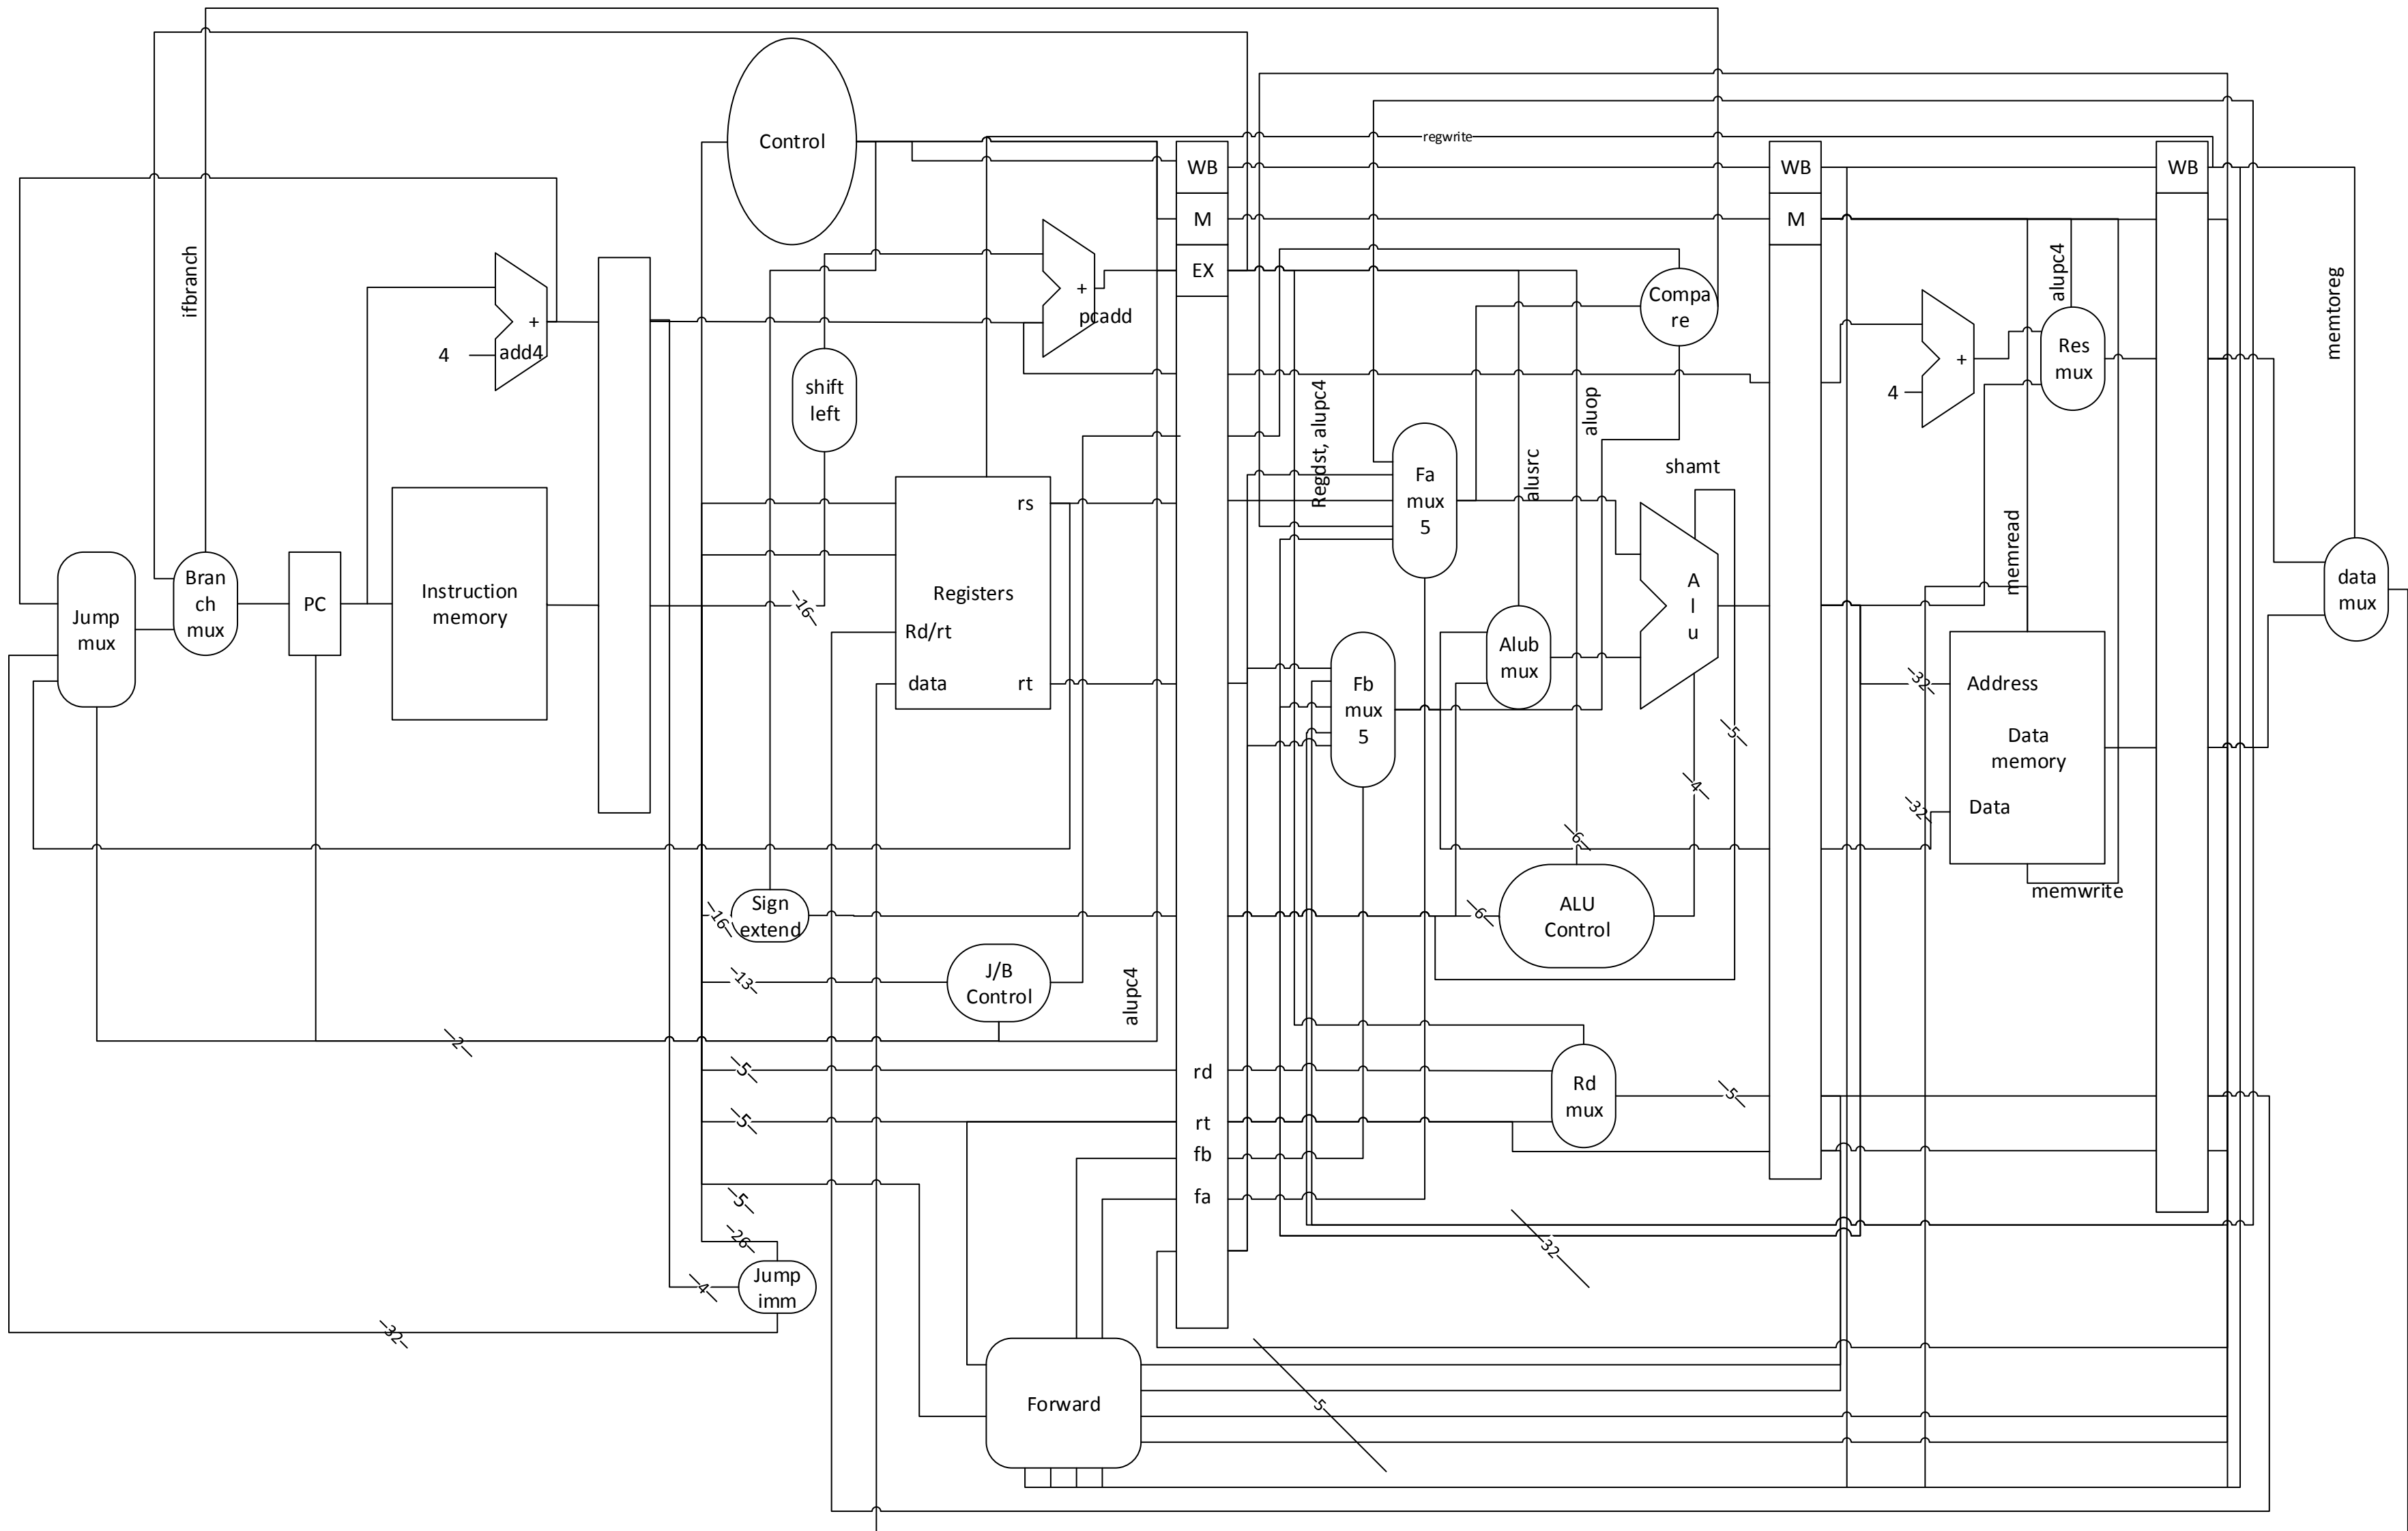 regwrite
Control
WB
WB
WB
M
M
EX
ifbranch
+
add4
4
+
pcadd
Compa
re
alupc4
memtoreg
+
4
Res
mux
shift
left
Regdst, alupc4
aluop
alusrc
shamt
Fa
mux
5
rs
Registers
Rd/rt
data
rt
Jump
mux
Bran
ch
mux
PC
Instruction
memory
16
A
l
u
Alub
mux
Fb
mux
5
memread
data
mux
32
Address
Data
memory
32
Data
memwrite
5
4
6
6
ALU
Control
16
Sign
extend
13
J/B
Control
alupc4
2
5
rd
Rd
mux
5
5
rt
fb
5
fa
26
32
4
Jump
imm
32
Forward
5